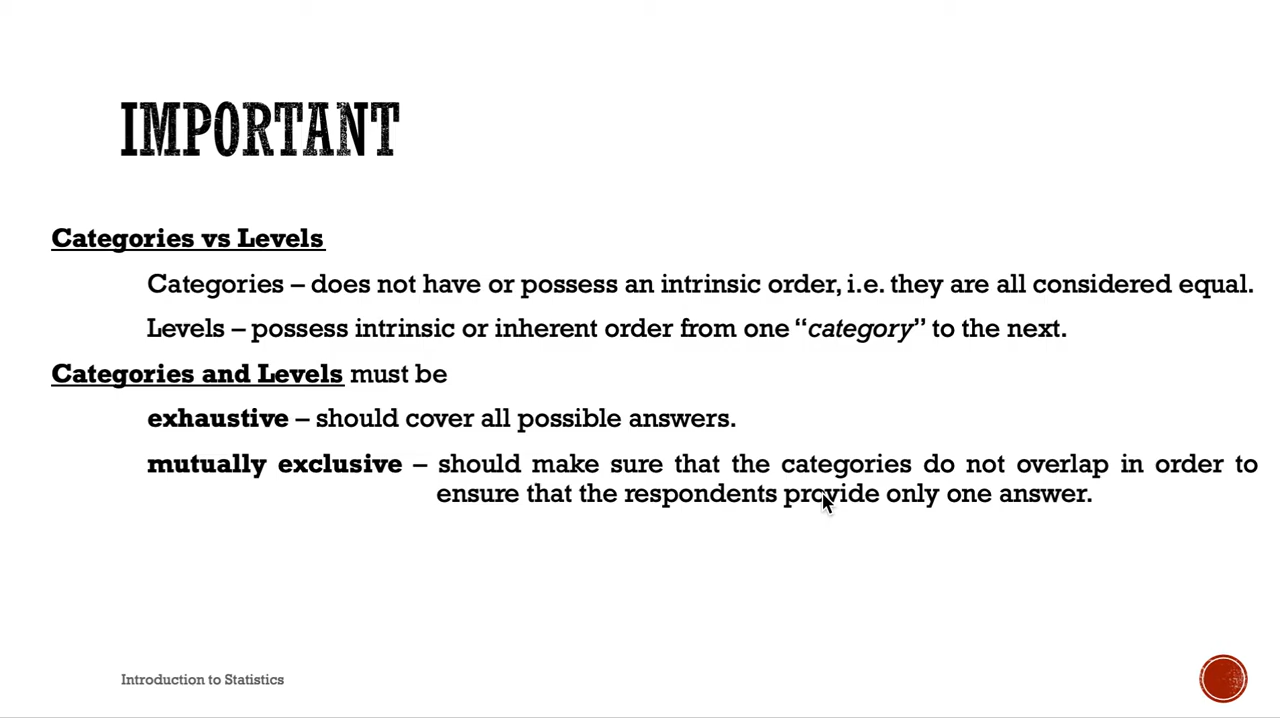 IMPORTANT
Categories vs Levels
Categories – does not have or possess an intrinsic order, i.e. they are all considered equal.
Levels – possess intrinsic or inherent order from one “category” to the next.
Categories and Levels must be
exhaustive – should cover all possible answers.
mutually exclusive – should make sure that the categories do not overlap in order to
ensure that the respondents provide only one answer.
Introduction to Statistics